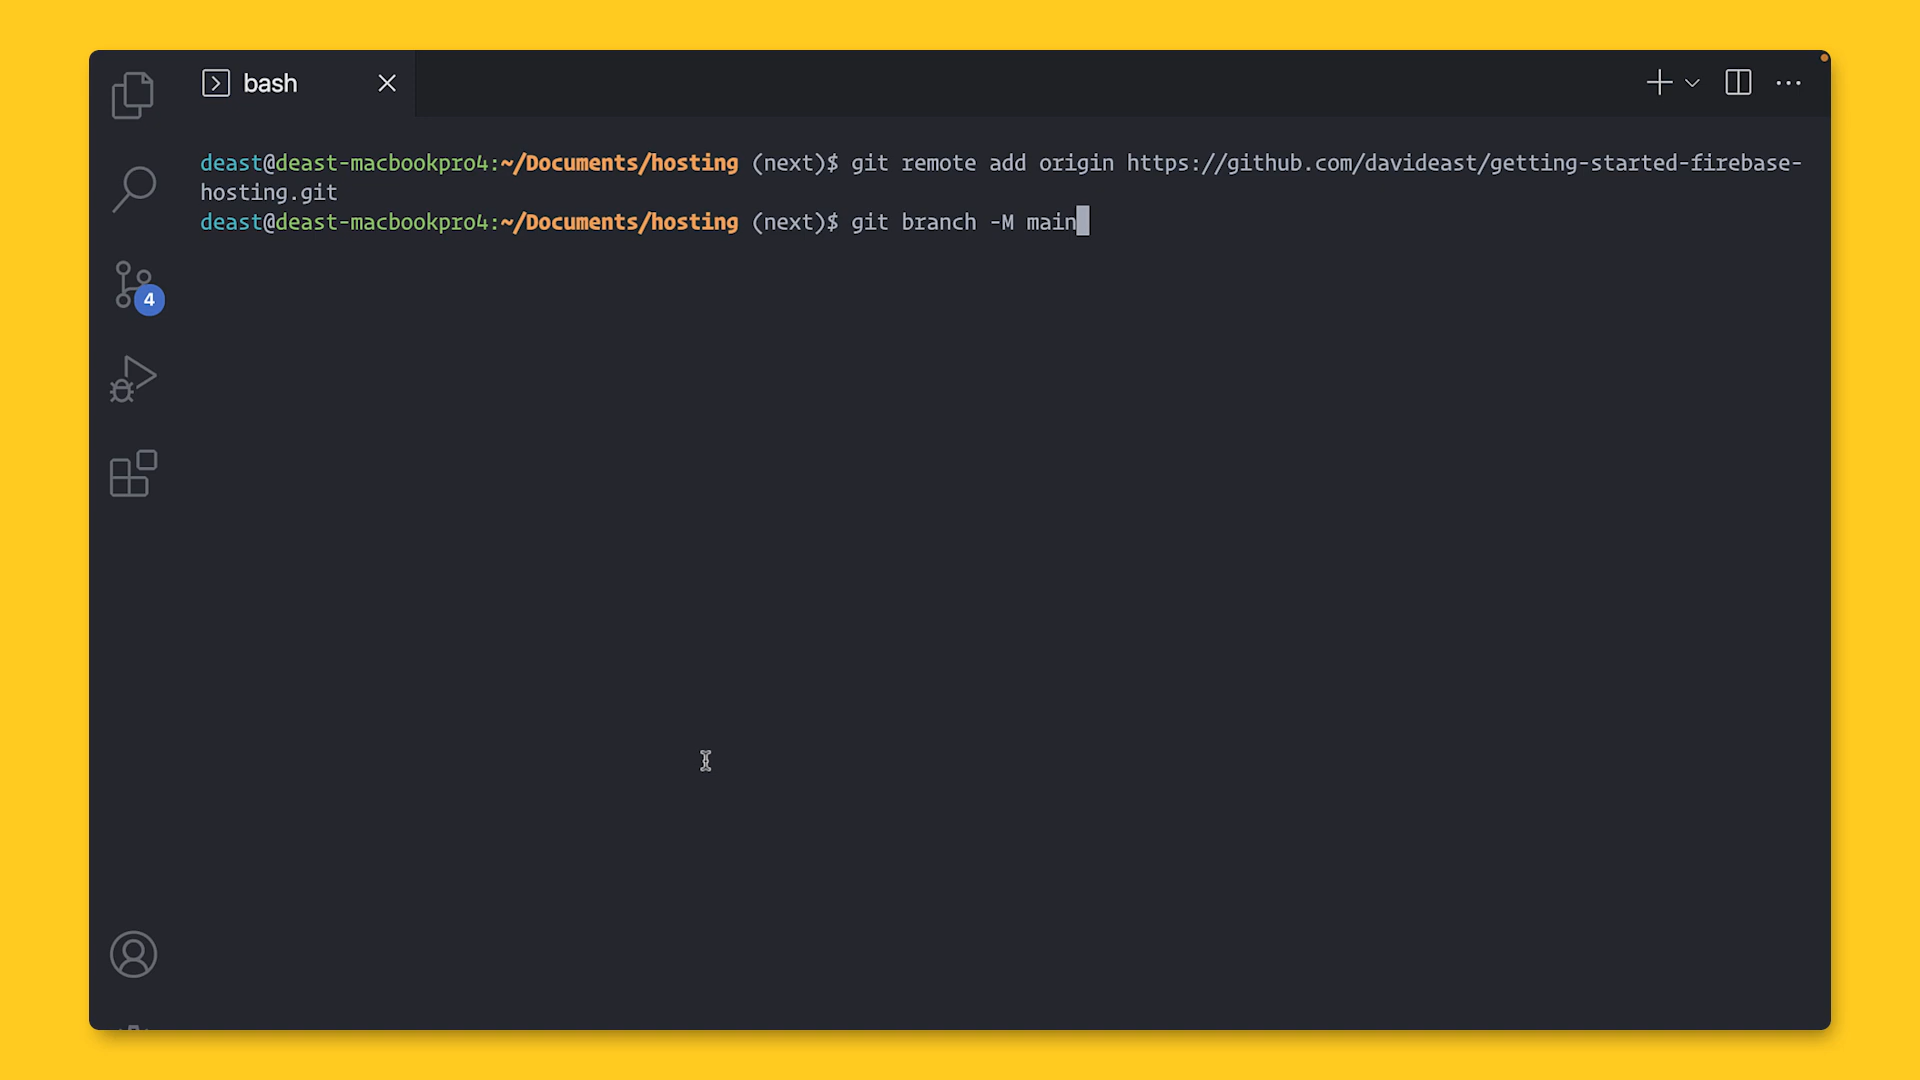 bash
deast@deast-macbookpro4:~/Documents/hosting (next)$ git remote add origin https://github.com/davideast/getting-started-firebase-
hosting.git
deast@deast-macbookpro4:~/Documents/hosting (next)$ git branch -M main
4